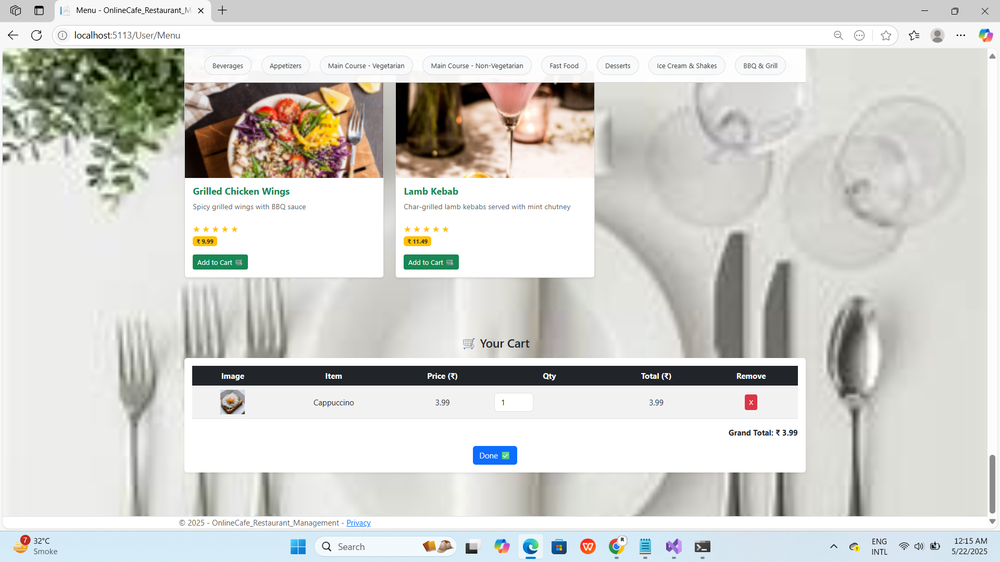 Menu - OnlineCafe_Restaurant_M
localhost:5113/User/Menu
Beverages
Appetizers
Main Course - Vegetarian
Main Course - Non-Vegetarian
Fast Food
Desserts
Ice Cream & Shakes
BBQ & Grill
Grilled Chicken Wings
Spicy grilled wings with BBQ sauce
★ ★ ★ ★ ★
₹ 9.99
Add to Cart 🛒
Lamb Kebab
Char-grilled lamb kebabs served with mint chutney
★ ★ ★ ★ ★
₹ 11.49
Add to Cart 🛒
🛒 Your Cart
Image Item Price (₹) Qty Total (₹) Remove
Cappuccino 3.99 1 3.99 X
Grand Total: ₹ 3.99
Done ✅
© 2025 - OnlineCafe_Restaurant_Management - Privacy
7
32°C
Smoke
Search
R
ENG
INTL
12:15 AM
5/22/2025